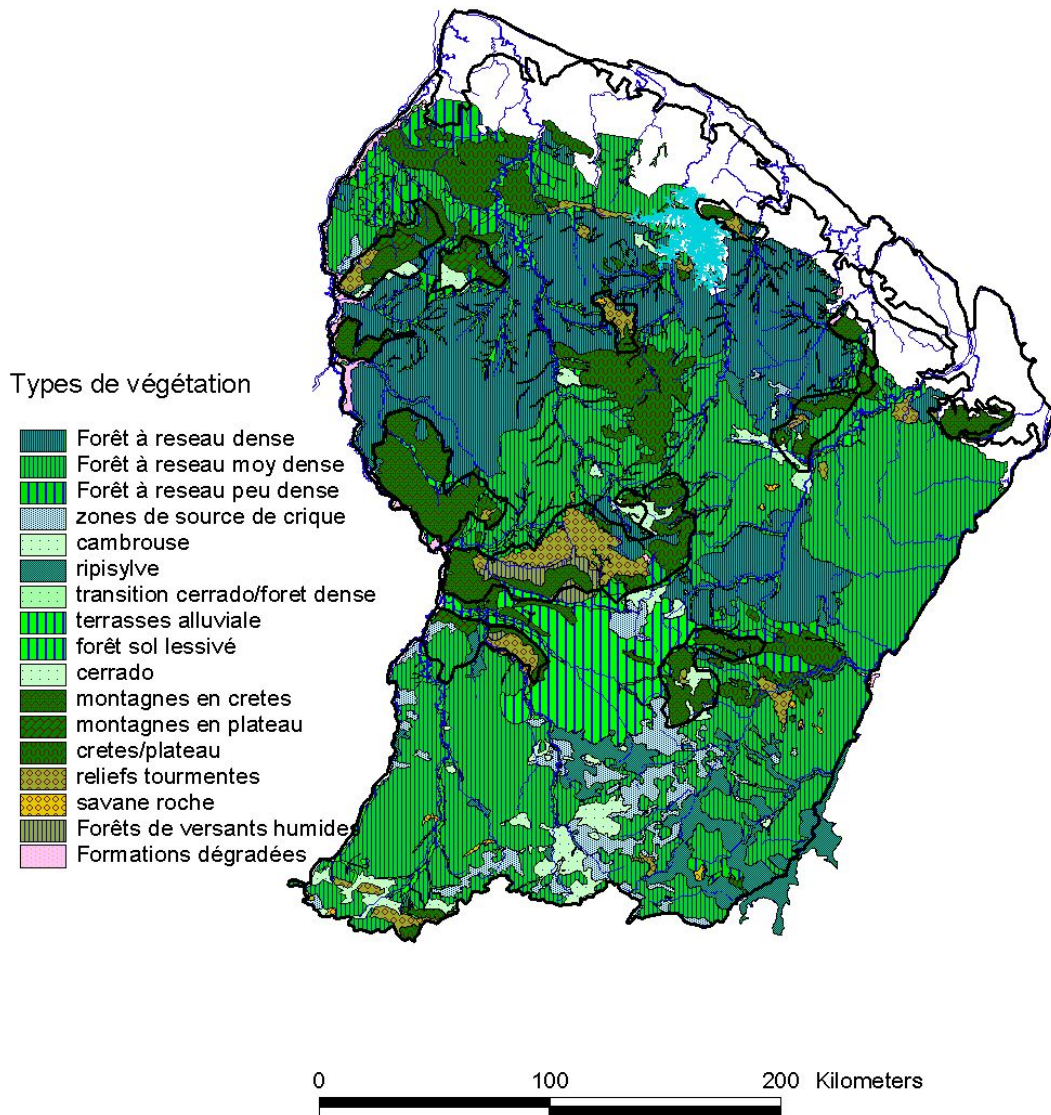 Types de végétation
Forêt à reseau dense
Forêt à reseau moy dense
Forêt à reseau peu dense
zones de source de crique
cambrouse
ripisylve
transition cerrado/foret dense
terrasses alluviale
forêt sol lessivé
cerrado
montagnes en cretes
montagnes en plateau
cretes/plateau
reliefs tourmentes
savane roche
Forêts de versants humides
Formations dégradées
0 100 200 Kilometers